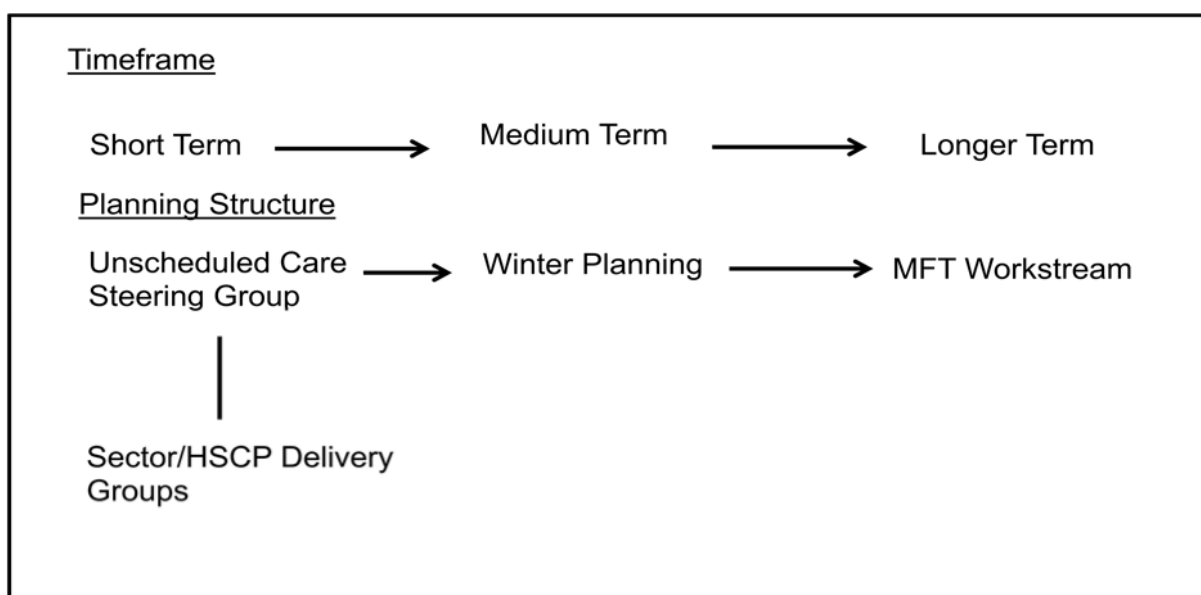 Timeframe
Short Term
Medium Term
Longer Term
Planning Structure
Unscheduled Care
Steering Group
Winter Planning
MFT Workstream
Sector/HSCP Delivery
Groups